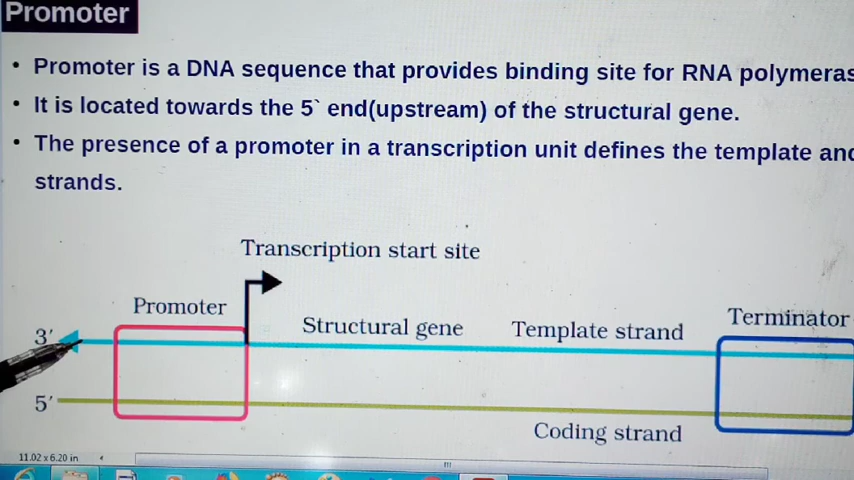 Promoter
• Promoter is a DNA sequence that provides binding site for RNA polymeras
• It is located towards the 5` end(upstream) of the structural gene.
• The presence of a promoter in a transcription unit defines the template and
strands.
Transcription start site
Promoter
Structural gene
Template strand
Terminator
3′
5′
Coding strand
11.02 x 6.20 in